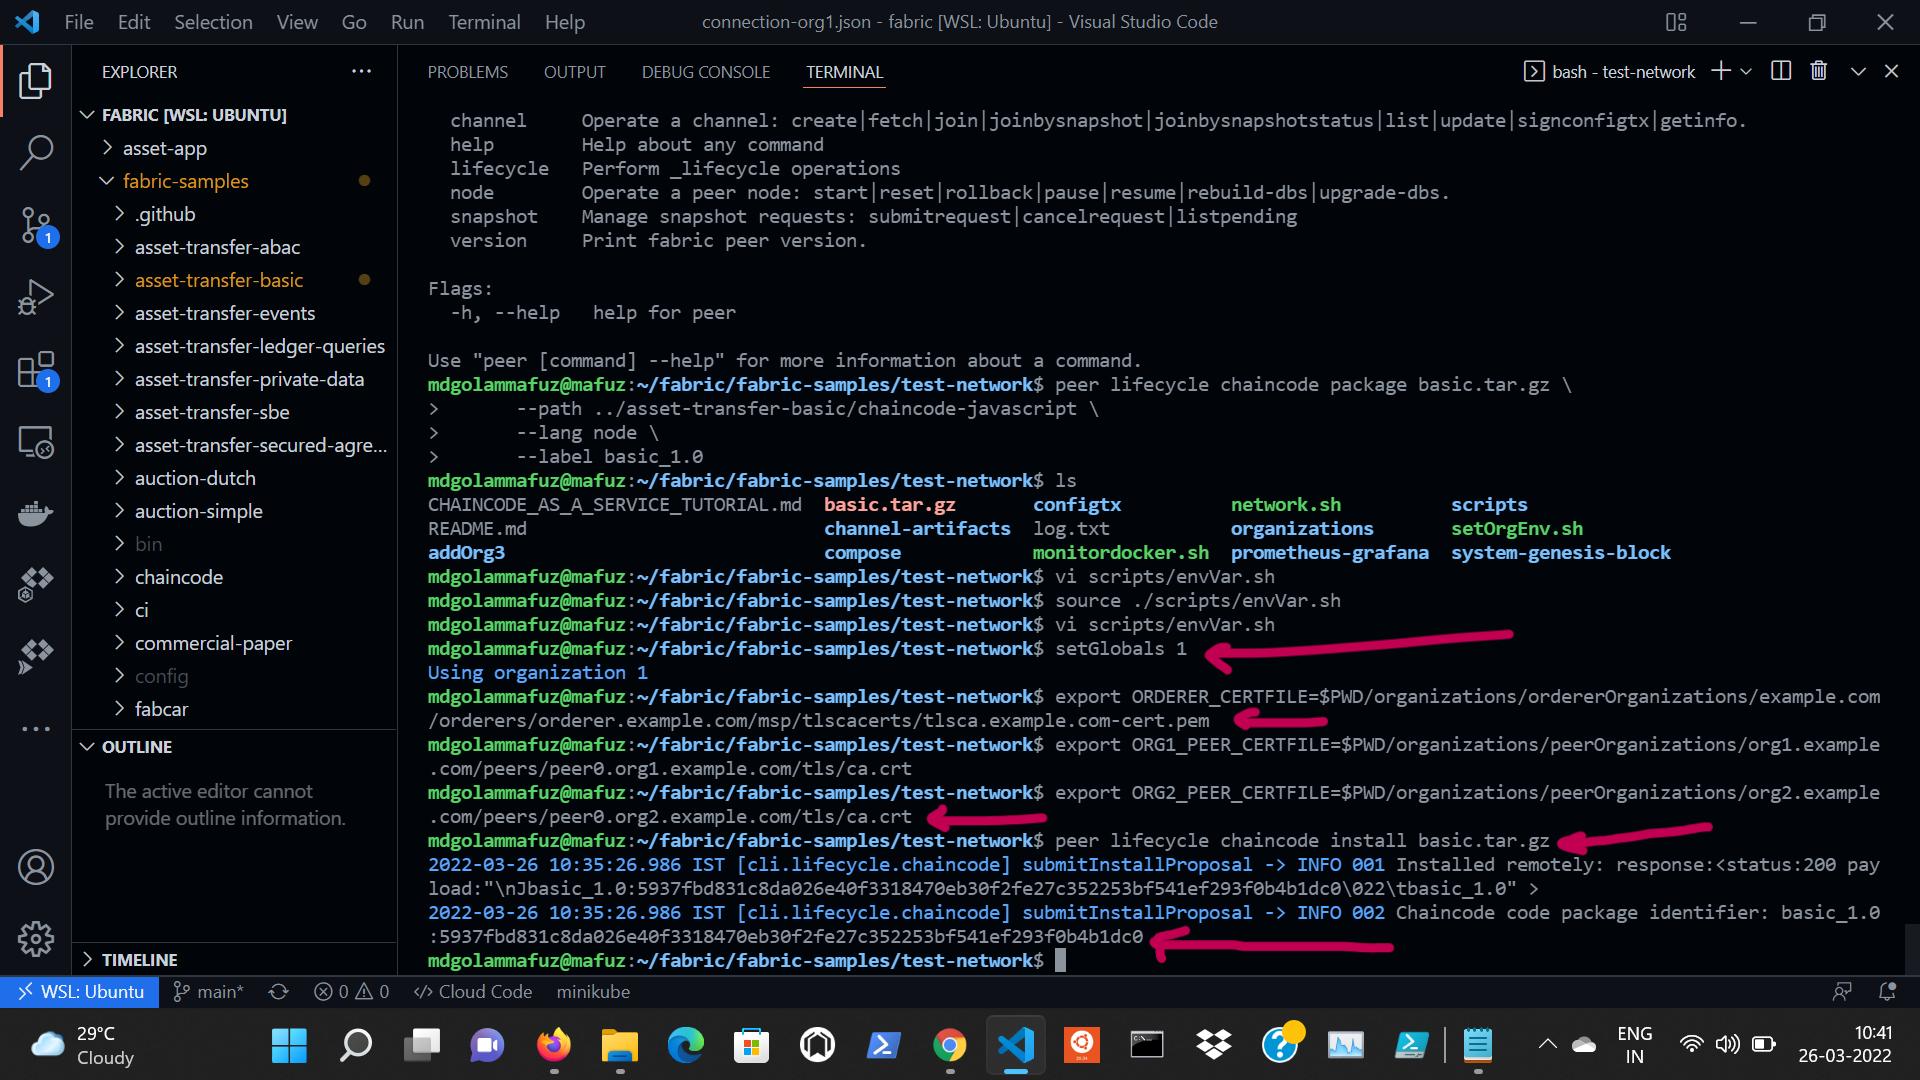 File Edit Selection View Go Run Terminal Help
connection-org1.json - fabric [WSL: Ubuntu] - Visual Studio Code
EXPLORER
FABRIC [WSL: UBUNTU]
asset-app
fabric-samples
.github
asset-transfer-abac
asset-transfer-basic
asset-transfer-events
asset-transfer-ledger-queries
asset-transfer-private-data
asset-transfer-sbe
asset-transfer-secured-agre...
auction-dutch
auction-simple
bin
chaincode
ci
commercial-paper
config
fabcar
OUTLINE
The active editor cannot
provide outline information.
TIMELINE
1
1
PROBLEMS OUTPUT DEBUG CONSOLE TERMINAL
bash - test-network
channel     Operate a channel: create|fetch|join|joinbysnapshot|joinbysnapshotstatus|list|update|signconfigtx|getinfo.
help        Help about any command
lifecycle   Perform _lifecycle operations
node        Operate a peer node: start|reset|rollback|pause|resume|rebuild-dbs|upgrade-dbs.
snapshot    Manage snapshot requests: submitrequest|cancelrequest|listpending
version     Print fabric peer version.
Flags:
-h, --help   help for peer
Use "peer [command] --help" for more information about a command.
mdgolammafuz@mafuz:~/fabric/fabric-samples/test-network$ peer lifecycle chaincode package basic.tar.gz \
>       --path ../asset-transfer-basic/chaincode-javascript \
>       --lang node \
>       --label basic_1.0
mdgolammafuz@mafuz:~/fabric/fabric-samples/test-network$ ls
CHAINCODE_AS_A_SERVICE_TUTORIAL.md  basic.tar.gz       configtx          network.sh          scripts
README.md                           channel-artifacts  log.txt           organizations       setOrgEnv.sh
addOrg3                             compose            monitordocker.sh  prometheus-grafana  system-genesis-block
mdgolammafuz@mafuz:~/fabric/fabric-samples/test-network$ vi scripts/envVar.sh
mdgolammafuz@mafuz:~/fabric/fabric-samples/test-network$ source ./scripts/envVar.sh
mdgolammafuz@mafuz:~/fabric/fabric-samples/test-network$ vi scripts/envVar.sh
mdgolammafuz@mafuz:~/fabric/fabric-samples/test-network$ setGlobals 1
Using organization 1
mdgolammafuz@mafuz:~/fabric/fabric-samples/test-network$ export ORDERER_CERTFILE=$PWD/organizations/ordererOrganizations/example.com
/orderers/orderer.example.com/msp/tlscacerts/tlsca.example.com-cert.pem
mdgolammafuz@mafuz:~/fabric/fabric-samples/test-network$ export ORG1_PEER_CERTFILE=$PWD/organizations/peerOrganizations/org1.example
.com/peers/peer0.org1.example.com/tls/ca.crt
mdgolammafuz@mafuz:~/fabric/fabric-samples/test-network$ export ORG2_PEER_CERTFILE=$PWD/organizations/peerOrganizations/org2.example
.com/peers/peer0.org2.example.com/tls/ca.crt
mdgolammafuz@mafuz:~/fabric/fabric-samples/test-network$ peer lifecycle chaincode install basic.tar.gz
2022-03-26 10:35:26.986 IST [cli.lifecycle.chaincode] submitInstallProposal -> INFO 001 Installed remotely: response:<status:200 pay
load:"\nJbasic_1.0:5937fbd831c8da026e40f3318470eb30f2fe27c352253bf541ef293f0b4b1dc0\022\tbasic_1.0" >
2022-03-26 10:35:26.986 IST [cli.lifecycle.chaincode] submitInstallProposal -> INFO 002 Chaincode code package identifier: basic_1.0
:5937fbd831c8da026e40f3318470eb30f2fe27c352253bf541ef293f0b4b1dc0
mdgolammafuz@mafuz:~/fabric/fabric-samples/test-network$
WSL: Ubuntu main* 0 0 Cloud Code minikube
29°C
Cloudy
ENG
IN
10:41
26-03-2022